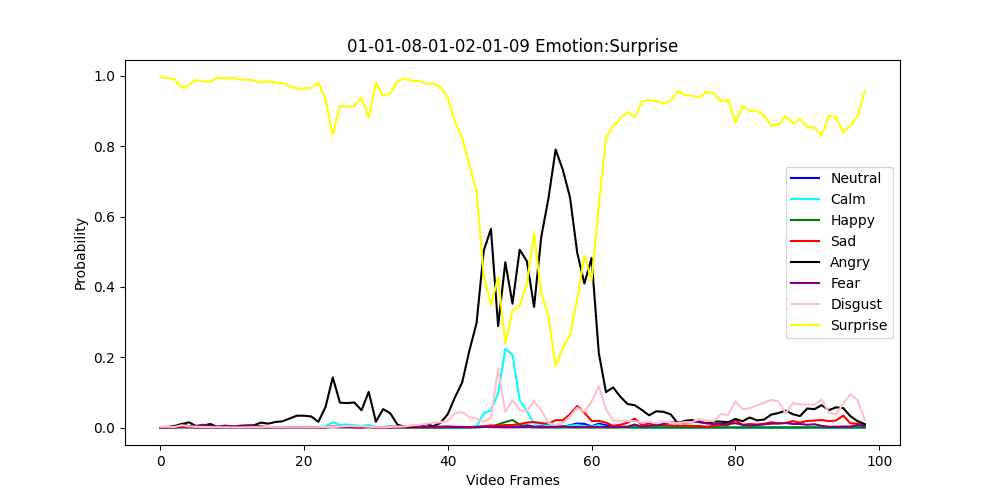 01-01-08-01-02-01-09 Emotion:Surprise
Probability
1.0
0.8
0.6
0.4
0.2
0.0
0
20
40
60
80
100
Video Frames
Neutral
Calm
Happy
Sad
Angry
Fear
Disgust
Surprise